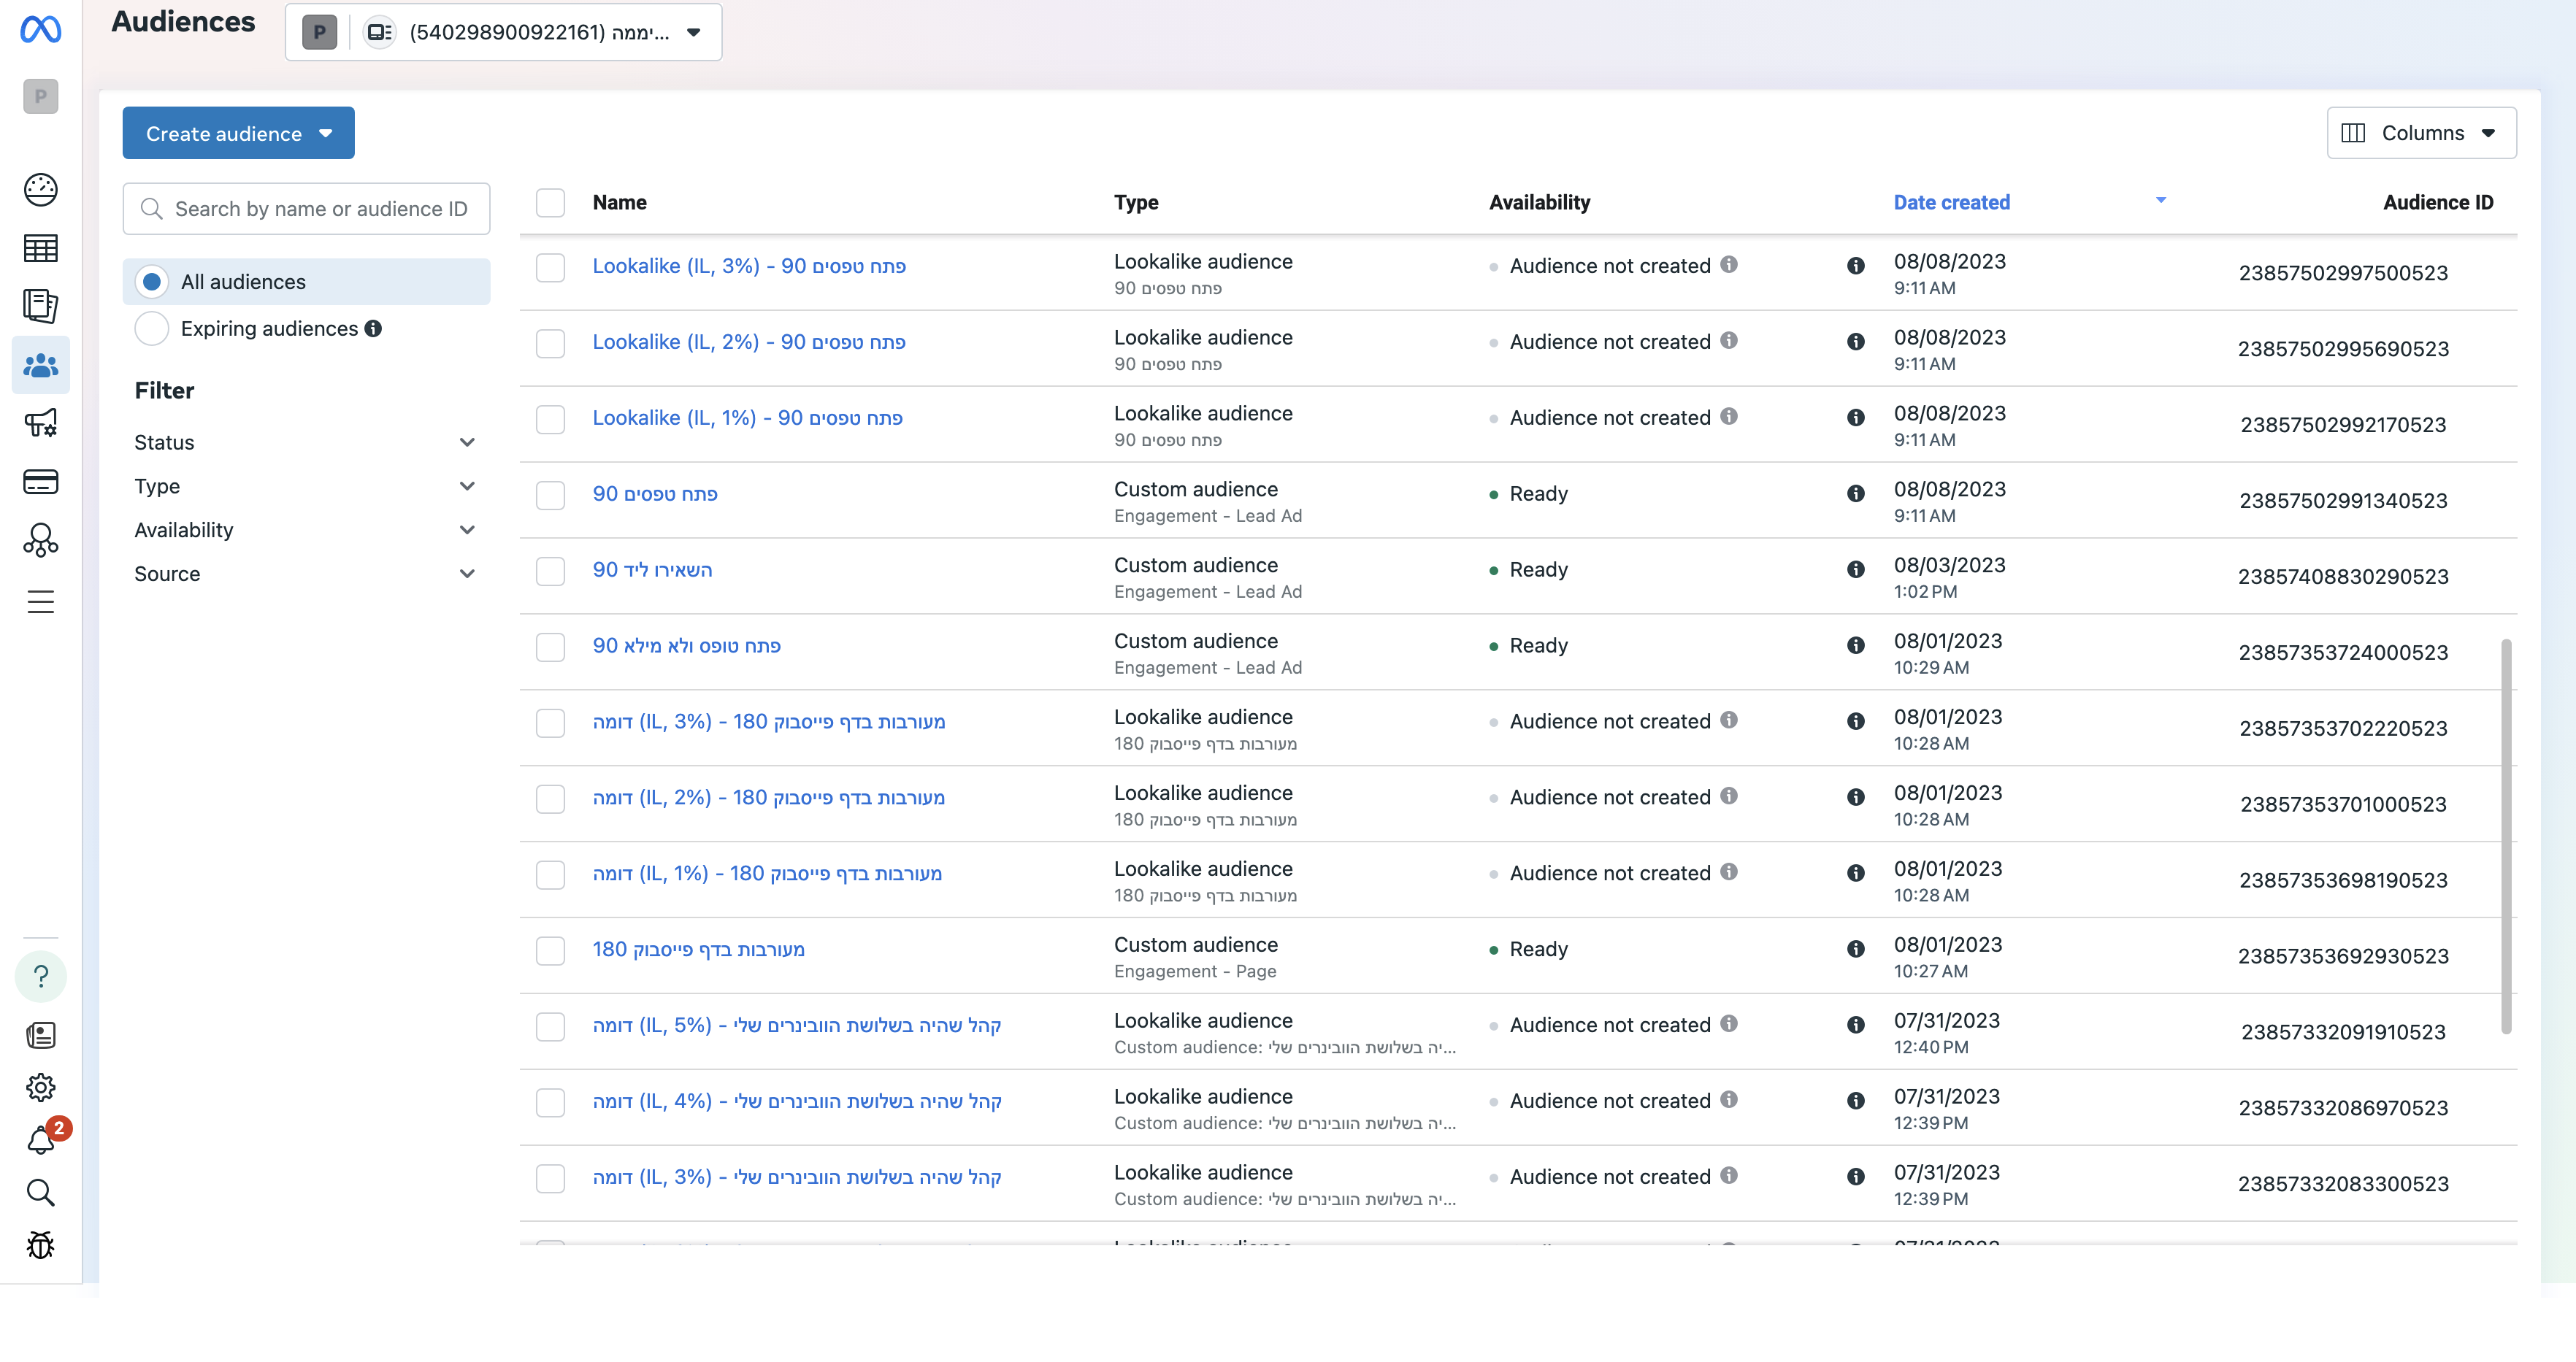 Audiences
P
(540298900922161) יממה...
P
Create audience
Columns
Search by name or audience ID
All audiences
Expiring audiences
Filter
Status
Type
Availability
Source
2
Name Type Availability Date created Audience ID
Lookalike (IL, 3%) - פתח טפסים 90
Lookalike audience
פתח טפסים 90
Audience not created
08/08/2023
9:11 AM
23857502997500523
Lookalike (IL, 2%) - פתח טפסים 90
Lookalike audience
פתח טפסים 90
Audience not created
08/08/2023
9:11 AM
23857502995690523
Lookalike (IL, 1%) - פתח טפסים 90
Lookalike audience
פתח טפסים 90
Audience not created
08/08/2023
9:11 AM
23857502992170523
פתח טפסים 90
Custom audience
Engagement - Lead Ad
Ready
08/08/2023
9:11 AM
23857502991340523
השאירו ליד 90
Custom audience
Engagement - Lead Ad
Ready
08/03/2023
1:02 PM
23857408830290523
פתח טופס ולא מילא 90
Custom audience
Engagement - Lead Ad
Ready
08/01/2023
10:29 AM
23857353724000523
דומה (IL, 3%) - מעורבות בדף פייסבוק 180
Lookalike audience
מעורבות בדף פייסבוק 180
Audience not created
08/01/2023
10:28 AM
23857353702220523
דומה (IL, 2%) - מעורבות בדף פייסבוק 180
Lookalike audience
מעורבות בדף פייסבוק 180
Audience not created
08/01/2023
10:28 AM
23857353701000523
דומה (IL, 1%) - מעורבות בדף פייסבוק 180
Lookalike audience
מעורבות בדף פייסבוק 180
Audience not created
08/01/2023
10:28 AM
23857353698190523
מעורבות בדף פייסבוק 180
Custom audience
Engagement - Page
Ready
08/01/2023
10:27 AM
23857353692930523
דומה (IL, 5%) - קהל שהיה בשלושת הוובינרים שלי
Lookalike audience
Custom audience: יה בשלושת הוובינרים שלי...
Audience not created
07/31/2023
12:40 PM
23857332091910523
דומה (IL, 4%) - קהל שהיה בשלושת הוובינרים שלי
Lookalike audience
Custom audience: יה בשלושת הוובינרים שלי...
Audience not created
07/31/2023
12:39 PM
23857332086970523
דומה (IL, 3%) - קהל שהיה בשלושת הוובינרים שלי
Lookalike audience
Custom audience: יה בשלושת הוובינרים שלי...
Audience not created
07/31/2023
12:39 PM
23857332083300523
Lookalike audience
07/31/2023